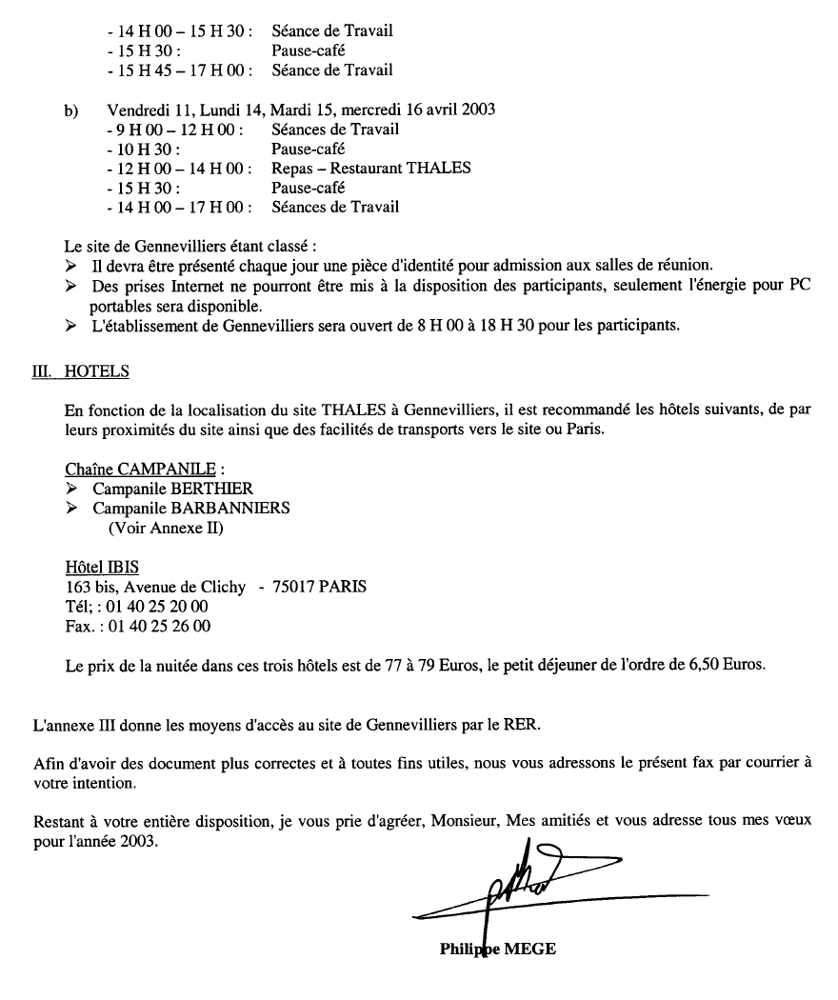 - 14 H 00 – 15 H 30 : Séance de Travail
- 15 H 30 : Pause-café
- 15 H 45 – 17 H 00 : Séance de Travail
b) Vendredi 11, Lundi 14, Mardi 15, mercredi 16 avril 2003
- 9 H 00 – 12 H 00 : Séances de Travail
- 10 H 30 : Pause-café
- 12 H 00 – 14 H 00 : Repas – Restaurant THALES
- 15 H 30 : Pause-café
- 14 H 00 – 17 H 00 : Séances de Travail
Le site de Gennevilliers étant classé :
➢ Il devra être présenté chaque jour une pièce d'identité pour admission aux salles de réunion.
➢ Des prises Internet ne pourront être mis à la disposition des participants, seulement l'énergie pour PC
portables sera disponible.
➢ L'établissement de Gennevilliers sera ouvert de 8 H 00 à 18 H 30 pour les participants.
III. HOTELS
En fonction de la localisation du site THALES à Gennevilliers, il est recommandé les hôtels suivants, de par
leurs proximités du site ainsi que des facilités de transports vers le site ou Paris.
Chaîne CAMPANILE :
➢ Campanile BERTHIER
➢ Campanile BARBANNIERS
(Voir Annexe II)
Hôtel IBIS
163 bis, Avenue de Clichy - 75017 PARIS
Tél; : 01 40 25 20 00
Fax. : 01 40 25 26 00
Le prix de la nuitée dans ces trois hôtels est de 77 à 79 Euros, le petit déjeuner de l'ordre de 6,50 Euros.
L'annexe III donne les moyens d'accès au site de Gennevilliers par le RER.
Afin d'avoir des document plus correctes et à toutes fins utiles, nous vous adressons le présent fax par courrier à
votre intention.
Restant à votre entière disposition, je vous prie d'agréer, Monsieur, Mes amitiés et vous adresse tous mes vœux
pour l'année 2003.
Philippe MEGE